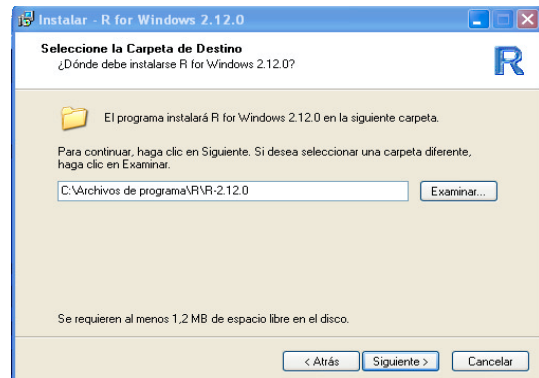 Instalar - R for Windows 2.12.0
Seleccione la Carpeta de Destino
¿Dónde debe instalarse R for Windows 2.12.0?
R
El programa instalará R for Windows 2.12.0 en la siguiente carpeta.
Para continuar, haga clic en Siguiente. Si desea seleccionar una carpeta diferente,
haga clic en Examinar.
C:\Archivos de programa\R\R-2.12.0
Examinar...
Se requieren al menos 1,2 MB de espacio libre en el disco.
< Atrás
Siguiente >
Cancelar